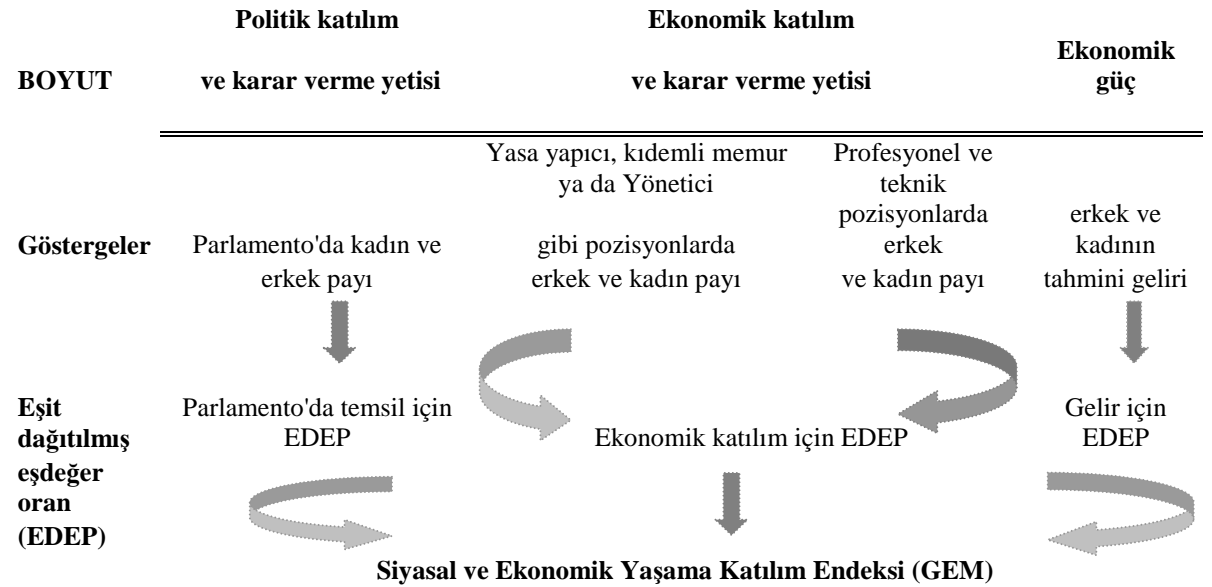 Politik katılım
ve karar verme yetisi
Ekonomik katılım
ve karar verme yetisi
Ekonomik
güç
BOYUT
Göstergeler
Parlamento'da kadın ve
erkek payı
Yasa yapıcı, kıdemli memur
ya da Yönetici
gibi pozisyonlarda
erkek ve kadın payı
Profesyonel ve
teknik
pozisyonlarda
erkek
ve kadın payı
erkek ve
kadının
tahmini geliri
Eşit
dağıtılmış
eşdeğer
oran
(EDEP)
Parlamento'da temsil için
EDEP
Ekonomik katılım için EDEP
Gelir için
EDEP
Siyasal ve Ekonomik Yaşama Katılım Endeksi (GEM)